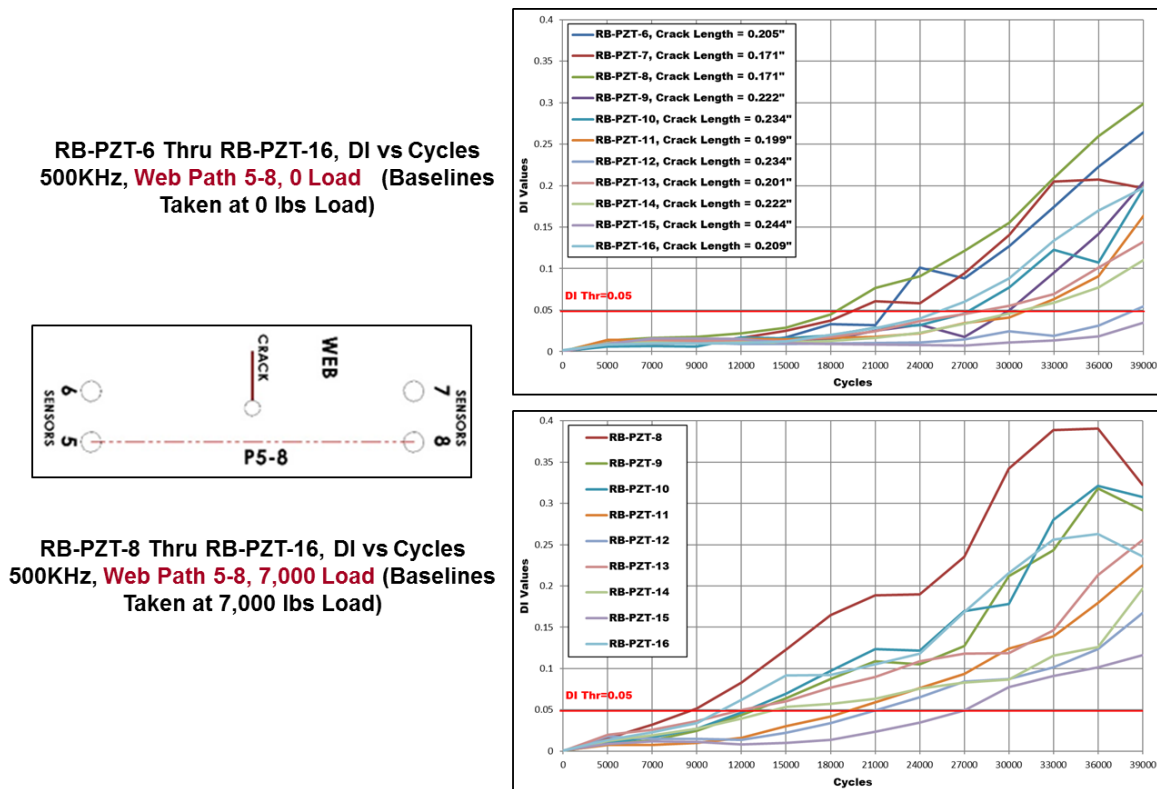 RB-PZT-6 Thru RB-PZT-16, DI vs Cycles
500KHz, Web Path 5-8, 0 Load (Baselines
Taken at 0 lbs Load)
SENSORS
6
5
CRACK
WEB
7
8
SENSORS
P5-8
RB-PZT-8 Thru RB-PZT-16, DI vs Cycles
500KHz, Web Path 5-8, 7,000 Load (Baselines
Taken at 7,000 lbs Load)
DI Values
0.4
0.35
0.3
0.25
0.2
0.15
0.1
0.05
0
RB-PZT-6, Crack Length = 0.205"
RB-PZT-7, Crack Length = 0.171"
RB-PZT-8, Crack Length = 0.171"
RB-PZT-9, Crack Length = 0.222"
RB-PZT-10, Crack Length = 0.234"
RB-PZT-11, Crack Length = 0.199"
RB-PZT-12, Crack Length = 0.234"
RB-PZT-13, Crack Length = 0.201"
RB-PZT-14, Crack Length = 0.222"
RB-PZT-15, Crack Length = 0.244"
RB-PZT-16, Crack Length = 0.209"
DI Thr=0.05
0 5000 7000 9000 12000 15000 18000 21000 24000 27000 30000 33000 36000 39000
Cycles
DI Values
0.4
0.35
0.3
0.25
0.2
0.15
0.1
0.05
0
RB-PZT-8
RB-PZT-9
RB-PZT-10
RB-PZT-11
RB-PZT-12
RB-PZT-13
RB-PZT-14
RB-PZT-15
RB-PZT-16
DI Thr=0.05
0 5000 7000 9000 12000 15000 18000 21000 24000 27000 30000 33000 36000 39000
Cycles